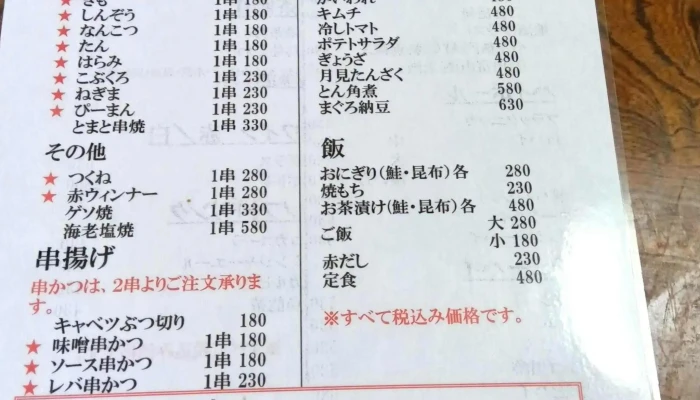 ★ きも 1串 180
★ しんぞう 1串 180
★ なんこつ 1串 180
★ たん 1串 180
★ はらみ 1串 180
★ こぶくろ 1串 230
★ ねぎま 1串 230
★ ぴーまん 1串 230
とまと串焼 1串 330
その他
★ つくね 1串 280
★ 赤ウィンナー 1串 280
ゲソ焼 1串 330
海老塩焼 1串 580
串揚げ
串かつは、2串よりご注文承りま
す。
キャベツぶつ切り 180
★ 味噌串かつ 1串 180
★ ソース串かつ 1串 180
★ レバ串かつ 1串 230
かいわれ 480
キムチ 480
冷しトマト 480
ポテトサラダ 480
ぎょうざ 480
月見たんざく 480
とん角煮 580
まぐろ納豆 630
飯
おにぎり(鮭・昆布)各 280
焼もち 230
お茶漬け(鮭・昆布)各 480
ご飯 大 280
小 180
赤だし 230
定食 480
※すべて税込み価格です。